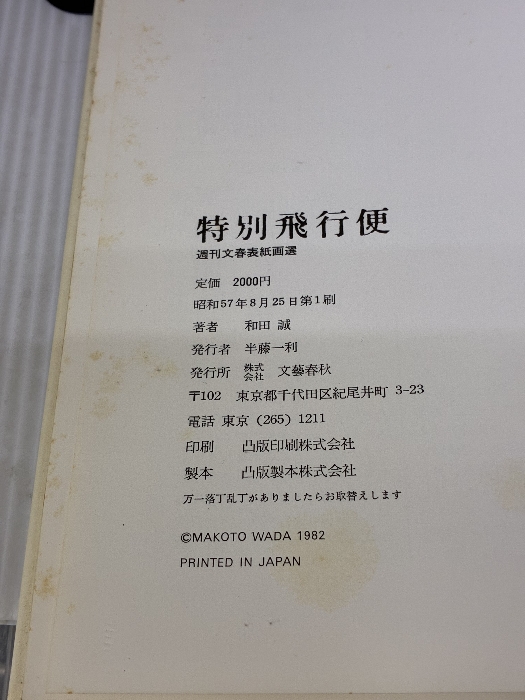 特別飛行便
週刊文春表紙画選
定価 2000円
昭和57年8月25日第1刷
著者 和田 誠
発行者 半藤一利
発行所 株式会社 文藝春秋
〒102 東京都千代田区紀尾井町 3-23
電話 東京 (265) 1211
印刷 凸版印刷株式会社
製本 凸版製本株式会社
万一落丁乱丁がありましたらお取替えします
©MAKOTO WADA 1982
PRINTED IN JAPAN